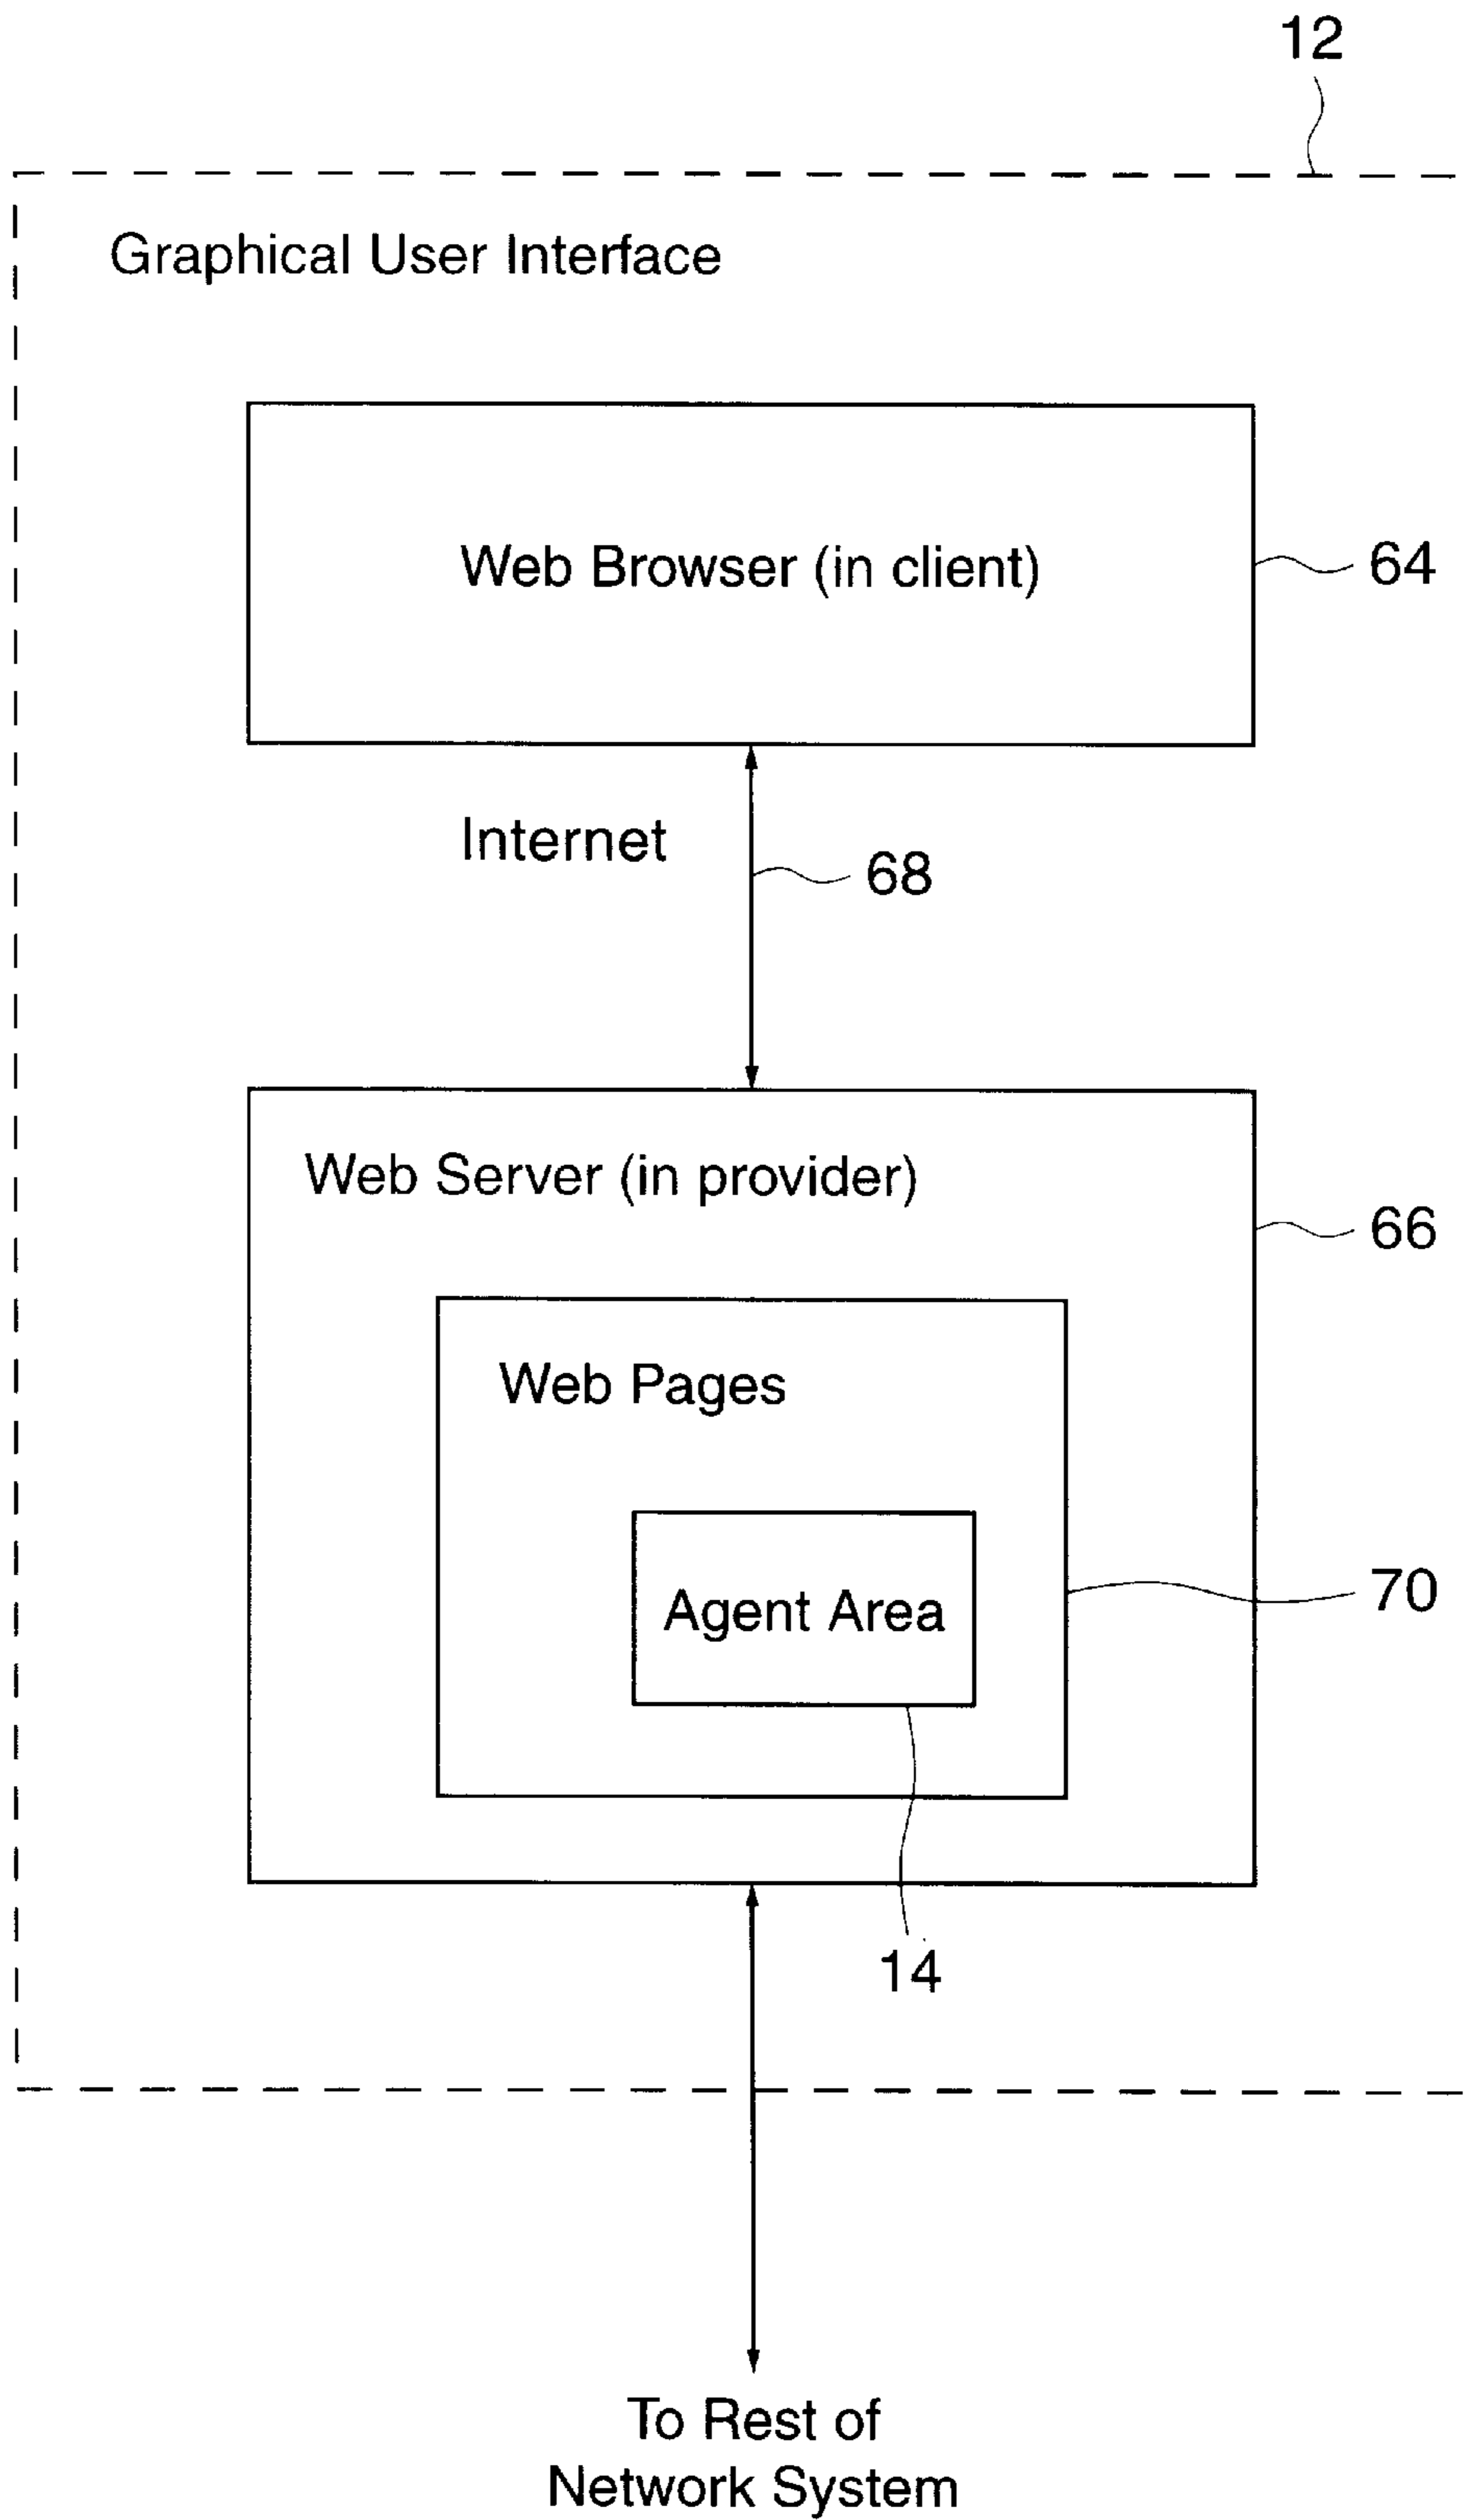 12
Graphical User Interface
Web Browser (in client)
64
Internet
68
Web Server (in provider)
66
Web Pages
70
Agent Area
14
To Rest of
Network System